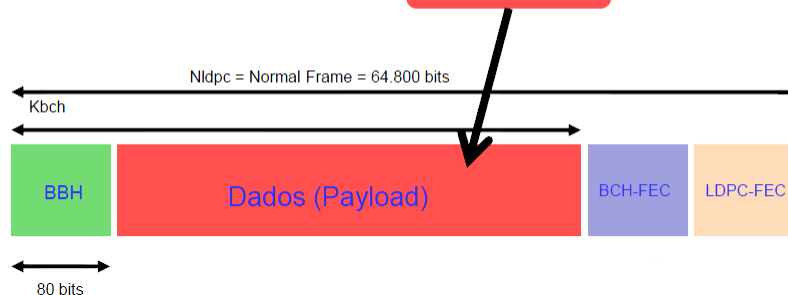 Nldpc = Normal Frame = 64.800 bits
Kbch
BBH
Dados (Payload)
BCH-FEC
LDPC-FEC
80 bits